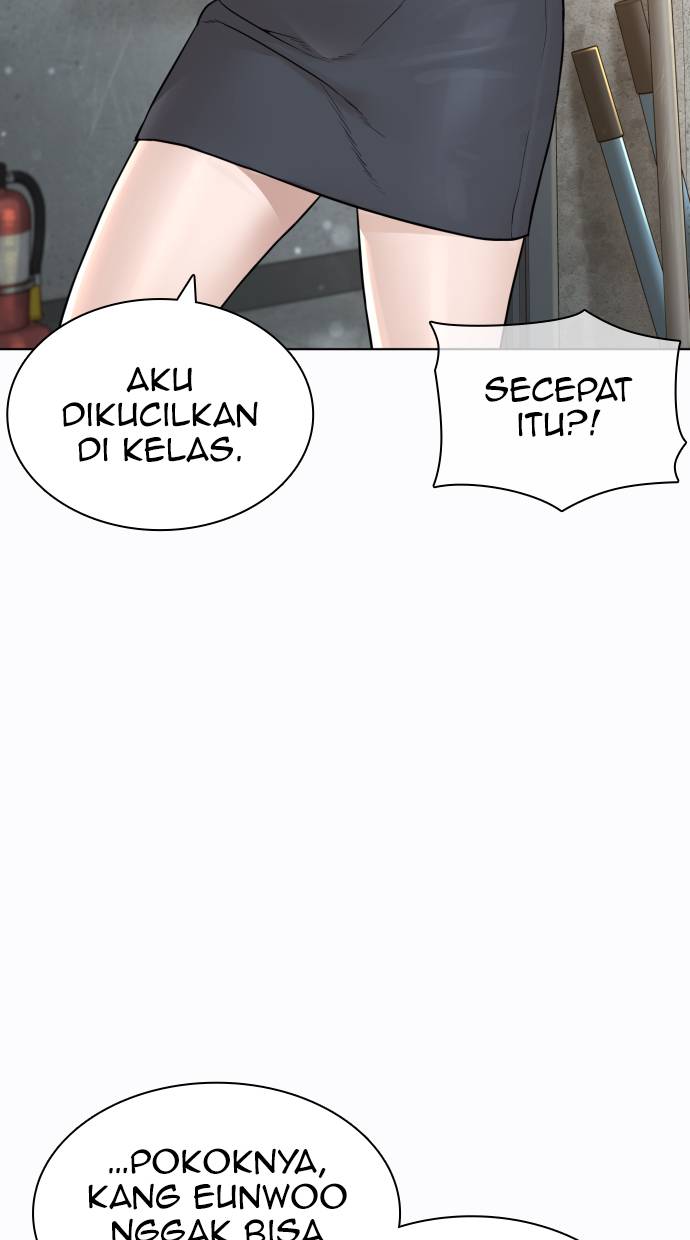 AKU
DIKUCILKAN
DI KELAS.
SECEPAT
ITU?!
...POKOKNYA,
KANG EUNWOO
NGGAK BISA